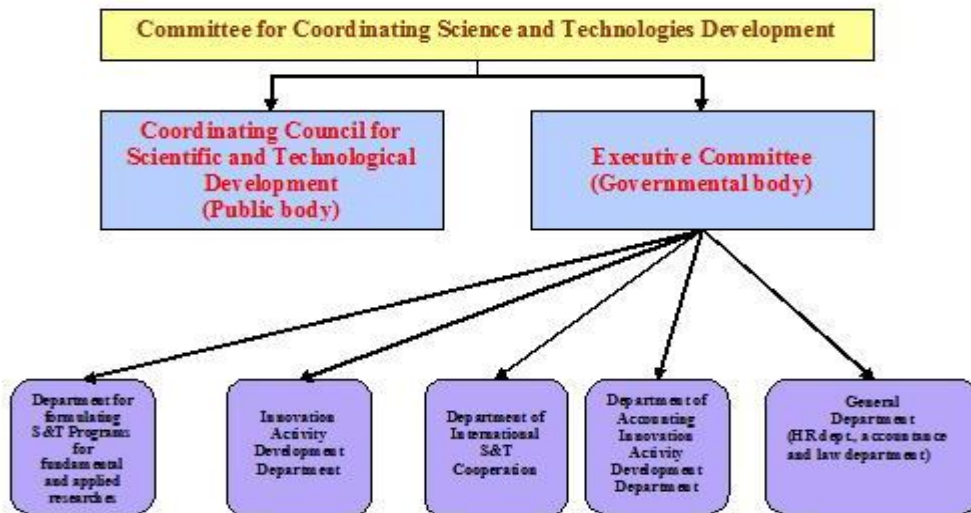 Committee for Coordinating Science and Technologies Development
Coordinating Council for
Scientific and Technological
Development
(Public body)
Executive Committee
(Governmental body)
Department for
formulating
S&T Programs
for
fundamental
and applied
researches
Innovation
Activity
Development
Department
Department of
International
S&T
Cooperation
Department of
Accounting
Innovation
Activity
Development
Department
General
Department
(HR dept., accountance
and law department)